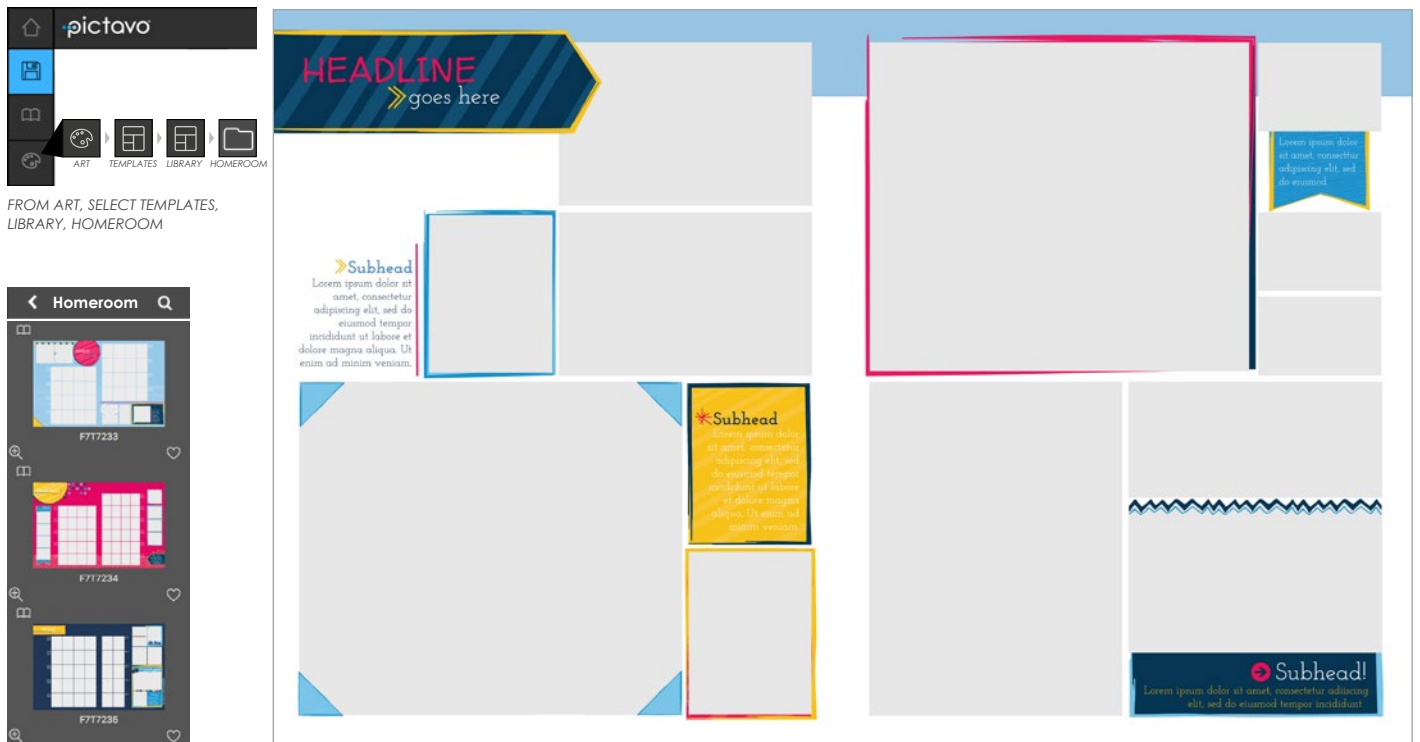 pictavo
ART
TEMPLATES
LIBRARY
HOMEROOM
FROM ART, SELECT TEMPLATES,
LIBRARY, HOMEROOM
Homeroom
F7T7233
F7T7234
F7T7235
HEADLINE
goes here
Subhead
Lorem ipsum dolor sit
amet, consectetur
adipiscing elit, sed do
eiusmod tempor
incididunt ut labore et
dolore magna aliqua. Ut
enim ad minim veniam.
Subhead
Lorem ipsum dolor
sit amet, consectetur
adipiscing elit, sed
do eiusmod tempor
incididunt ut labore
et dolore magna
aliqua. Ut enim ad
minim veniam.
Lorem ipsum dolor
sit amet, consecttur
adipiscing elit, sed
do eiusmod
Subhead!
Lorem ipsum dolor sit amet, consectetur adiiscing
elit, sed do eiusmod tempor incididunt